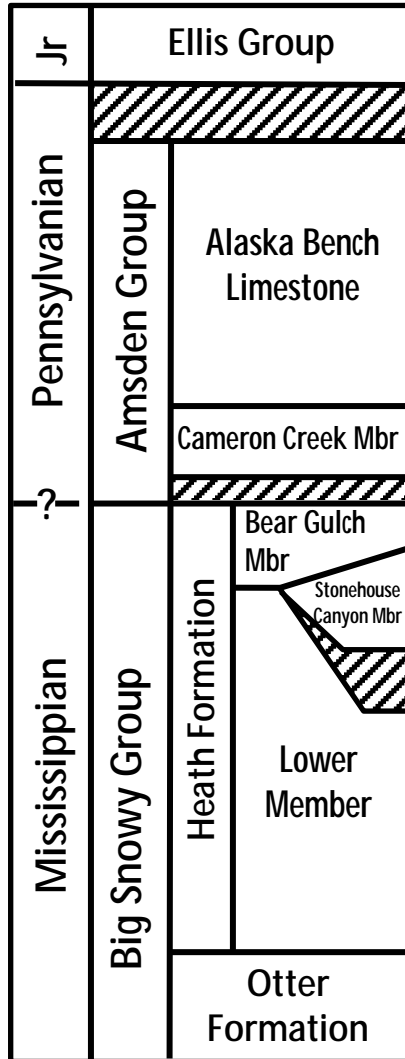 Jr
Ellis Group
Pennsylvanian
Amsden Group
Alaska Bench
Limestone
Cameron Creek Mbr
?
Mississippian
Big Snowy Group
Heath Formation
Bear Gulch
Mbr
Stonehouse
Canyon Mbr
Lower
Member
Otter
Formation